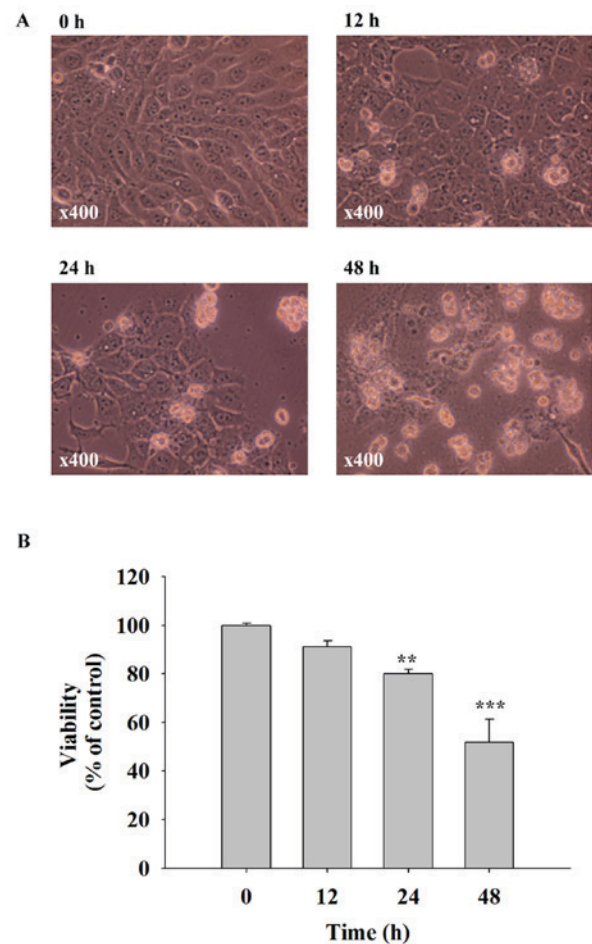 A
0 h
12 h
x400
x400
24 h
48 h
x400
x400
B
Viability
(% of control)
120
100
80
60
40
20
0
**
***
0 12 24 48
Time (h)